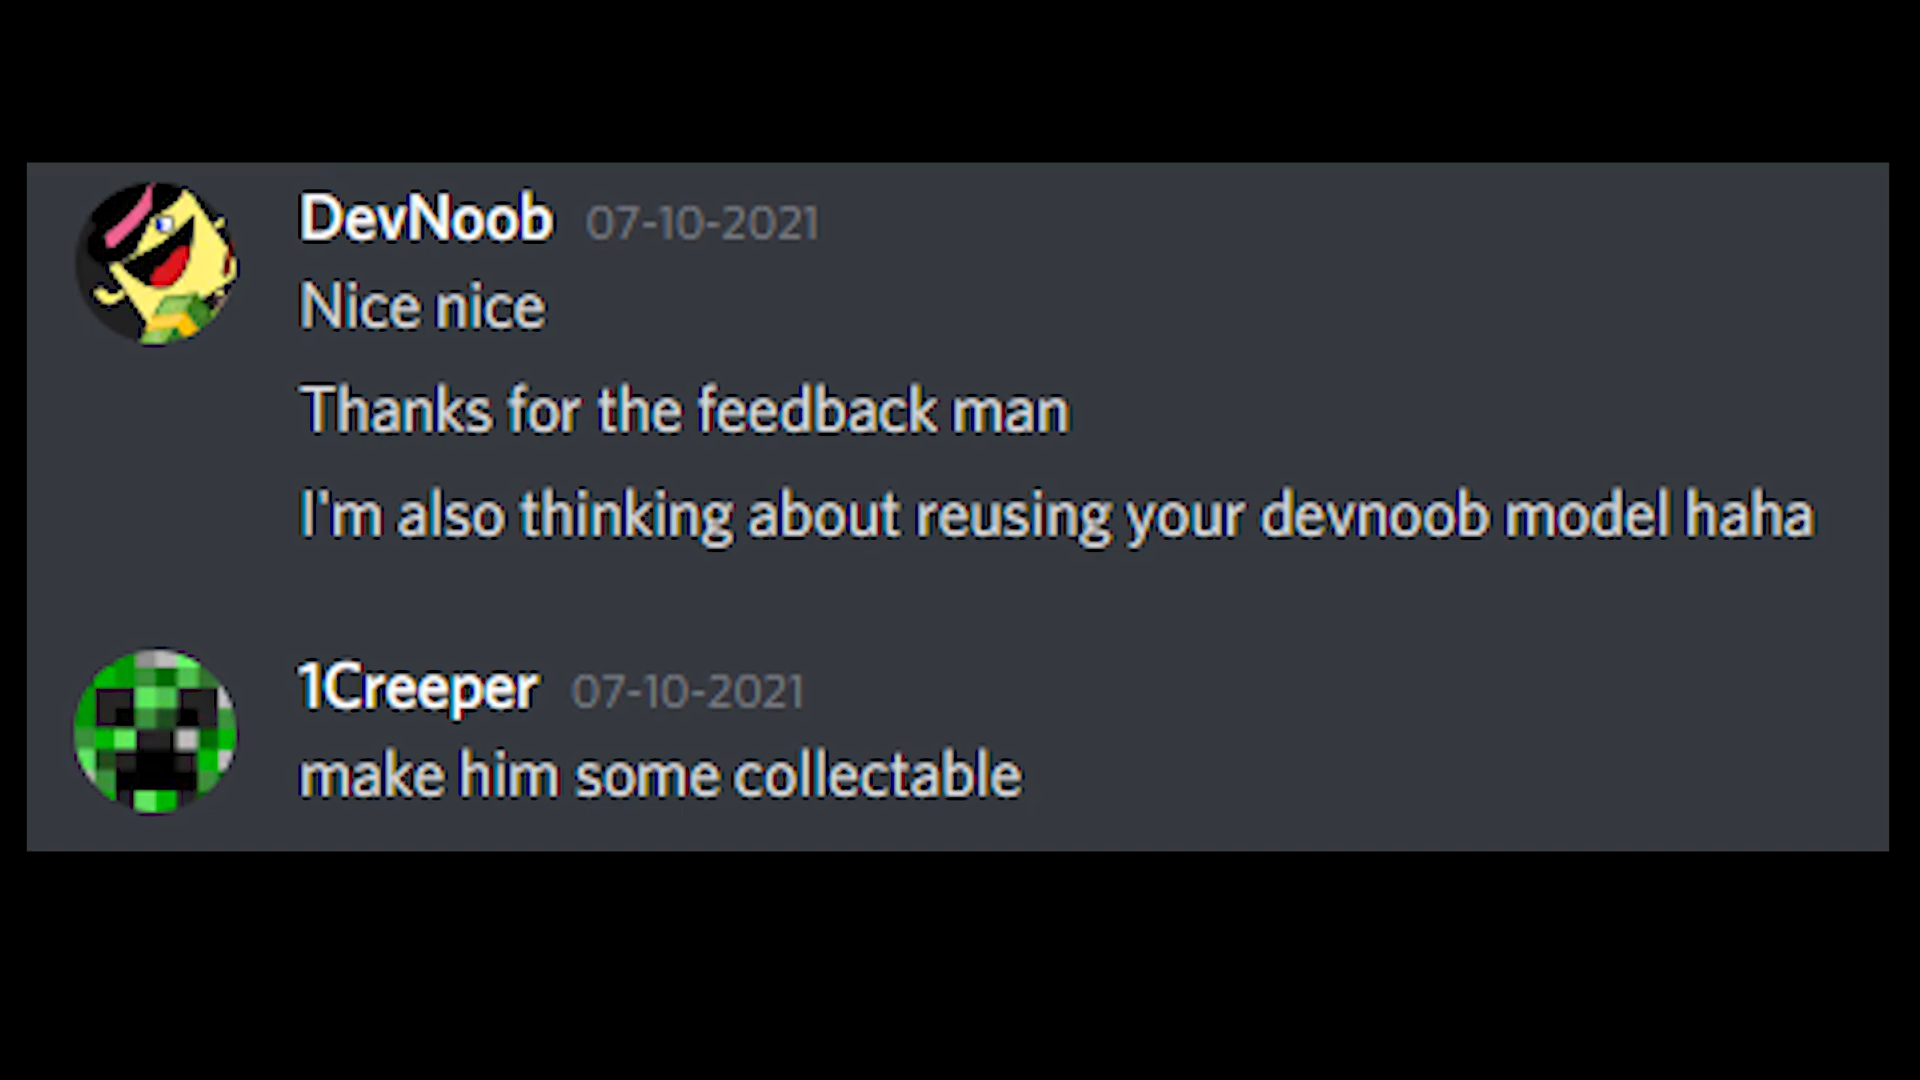 DevNoob 07-10-2021
Nice nice
Thanks for the feedback man
I'm also thinking about reusing your devnoob model haha
1Creeper 07-10-2021
make him some collectable